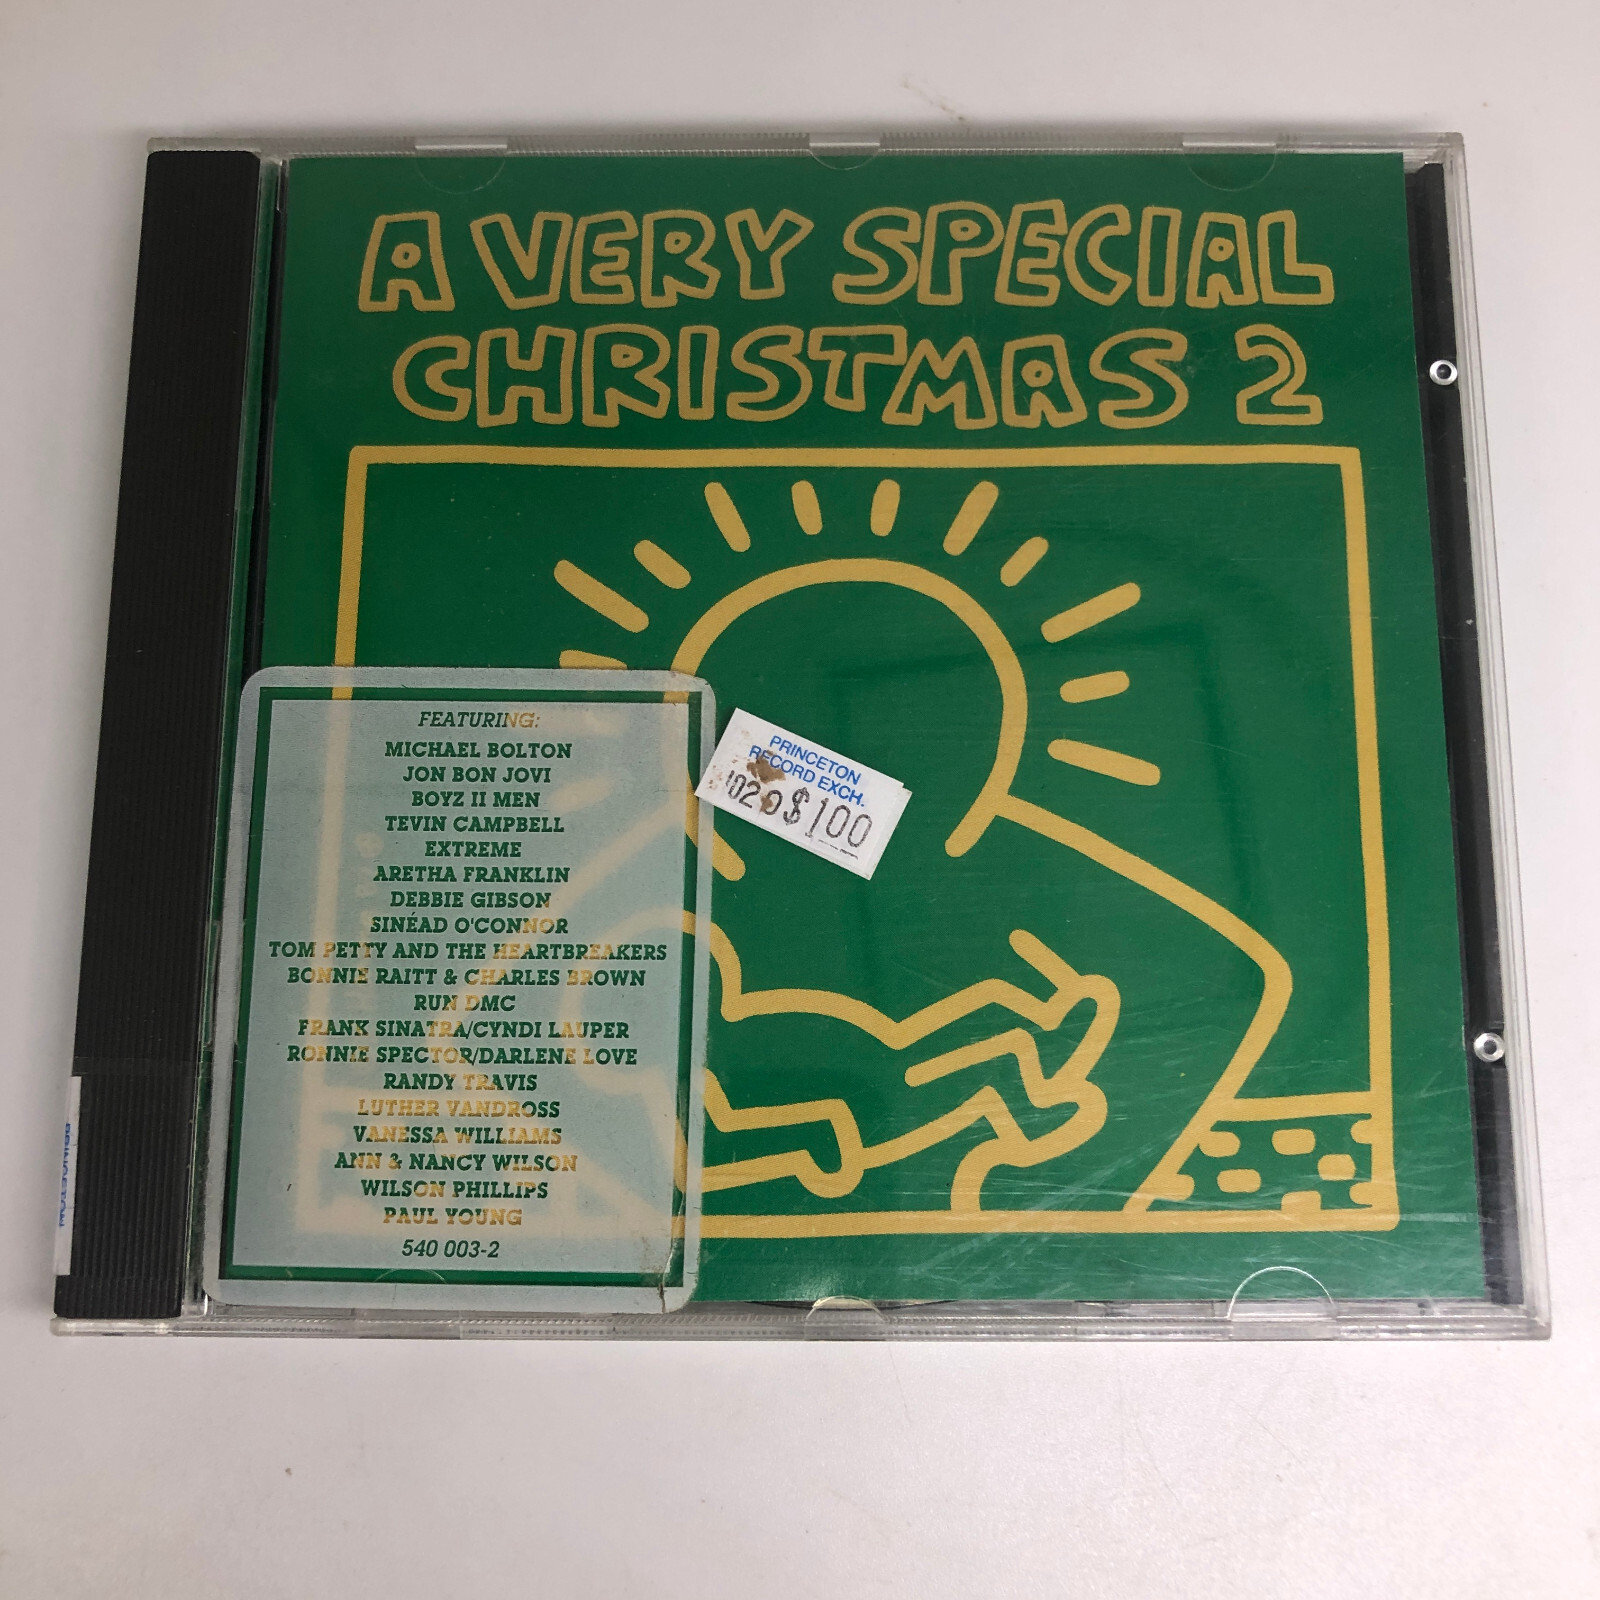 A VERY SPECIAL
CHRISTMAS 2
FEATURING:
MICHAEL BOLTON
JON BON JOVI
BOYZ II MEN
TEVIN CAMPBELL
EXTREME
ARETHA FRANKLIN
DEBBIE GIBSON
SINÉAD O'CONNOR
TOM PETTY AND THE HEARTBREAKERS
BONNIE RAITT & CHARLES BROWN
RUN DMC
FRANK SINATRA/CYNDI LAUPER
RONNIE SPECTOR/DARLENE LOVE
RANDY TRAVIS
LUTHER VANDROSS
VANESSA WILLIAMS
ANN & NANCY WILSON
WILSON PHILLIPS
PAUL YOUNG
540 003-2
PRINCETON
RECORD EXCH.
$1.00
PRINCETON